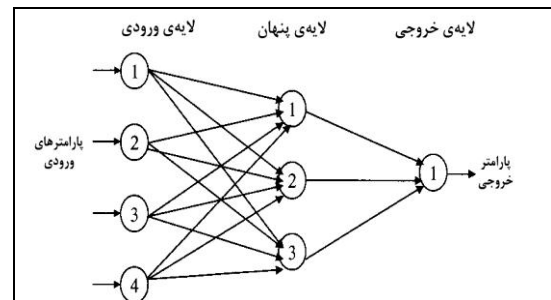 لایه‌ی ورودی
لایه‌ی پنهان
لایه‌ی خروجی
پارامترهای
ورودی
1
2
3
4
1
2
3
1
پارامتر
خروجی